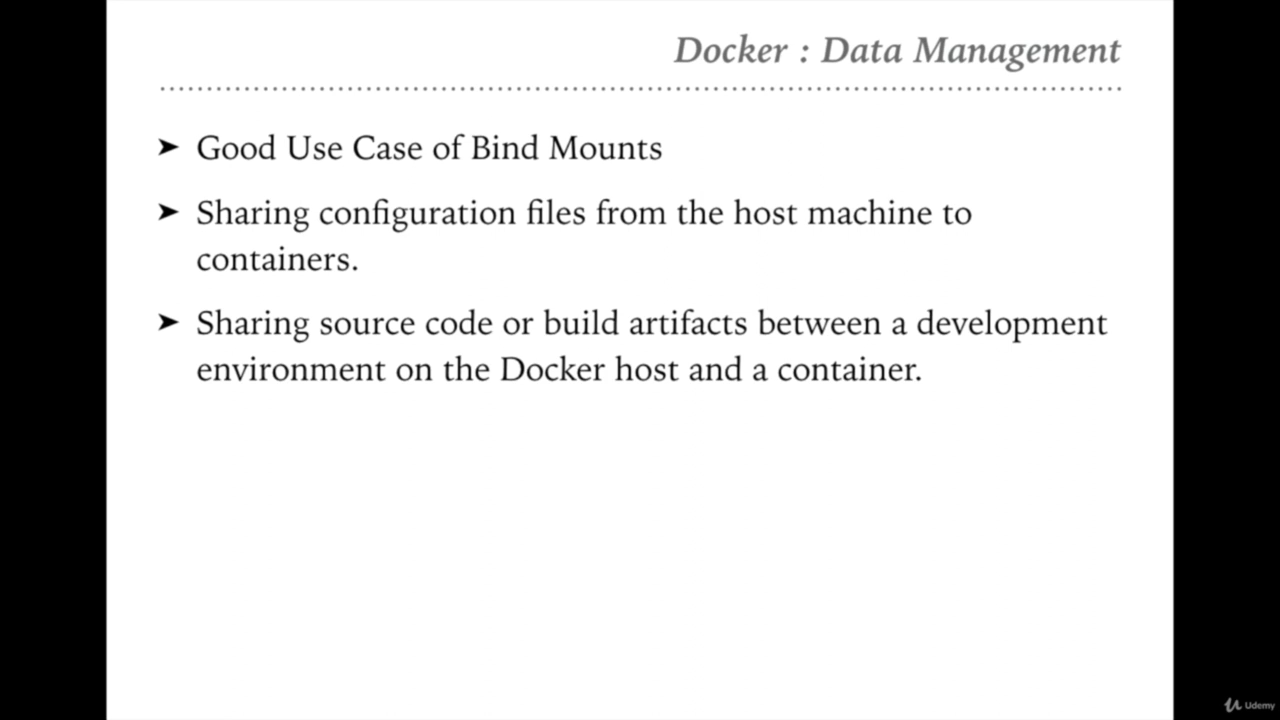 Docker : Data Management
➤ Good Use Case of Bind Mounts
➤ Sharing configuration files from the host machine to
containers.
➤ Sharing source code or build artifacts between a development
environment on the Docker host and a container.
Udemy